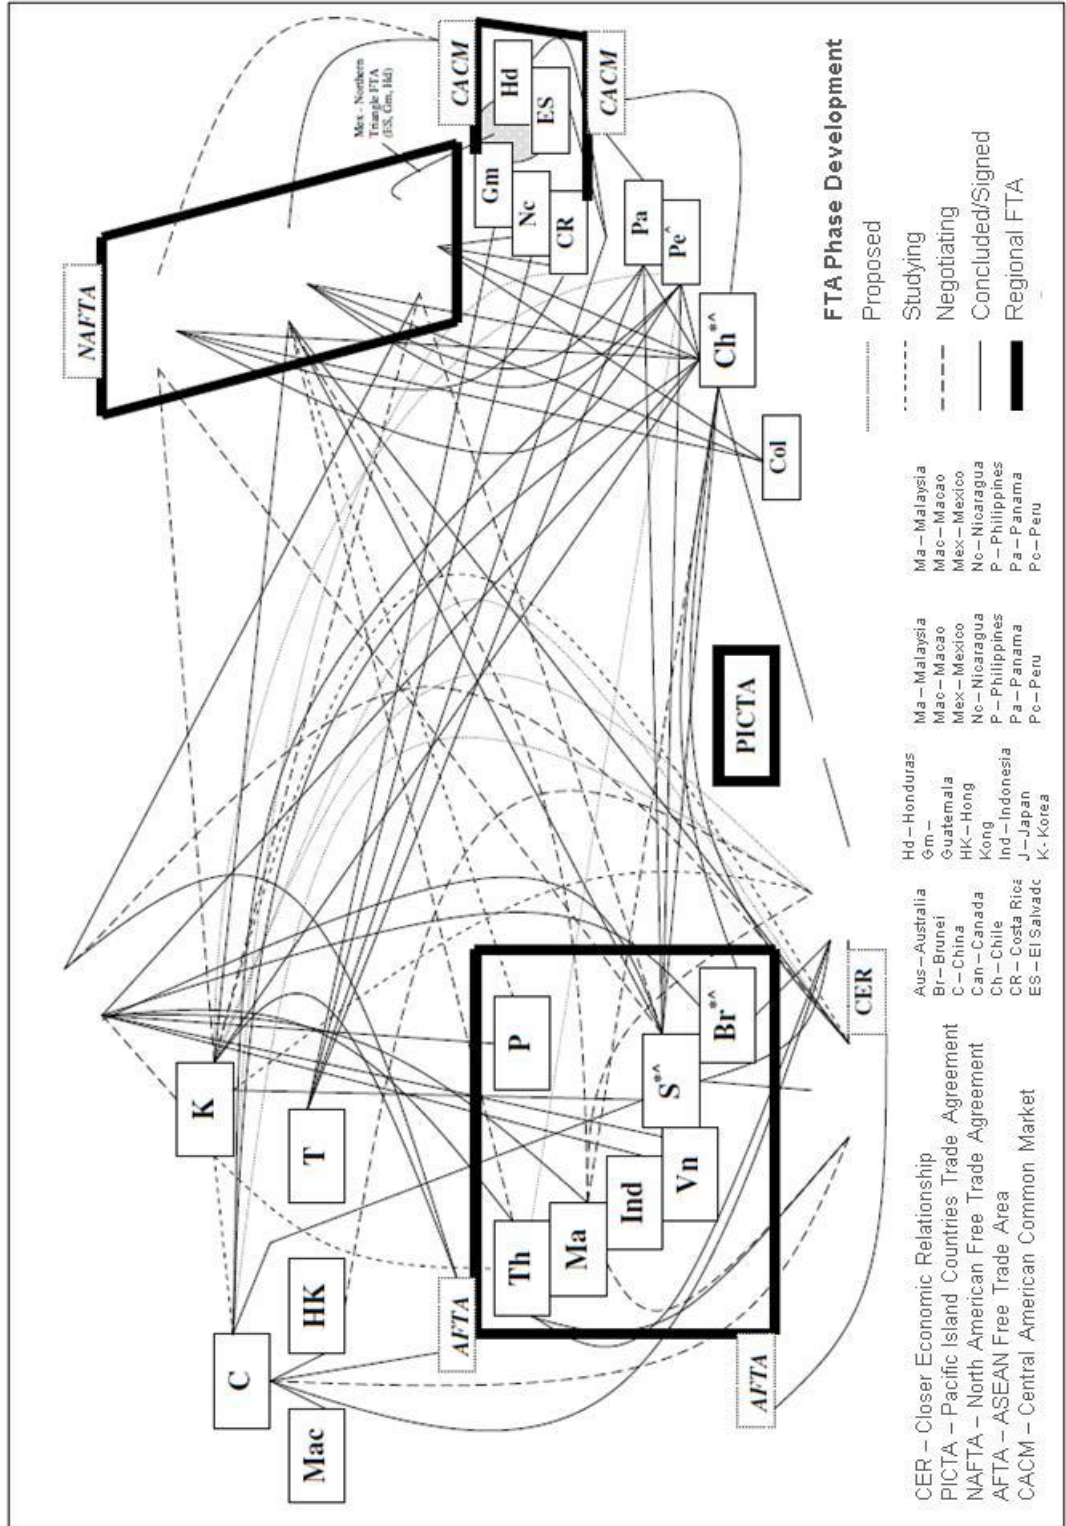 NAFTA
C
K
Mac
HK
T
Mex - Northern
Triangle FTA
(ES, Gm, Hd)
AFTA
CACM
Th
P
Gm
Hd
Ma
Nc
ES
Ind
CR
CACM
Vn
S*^
Pa
Br*^
Pe^
Ch*^
AFTA
PICTA
Col
CER
FTA Phase Development
Proposed
Studying
Negotiating
Concluded/Signed
Regional FTA
CER – Closer Economic Relationship
PICTA – Pacific Island Countries Trade Agreement
NAFTA – North American Free Trade Agreement
AFTA – ASEAN Free Trade Area
CACM – Central American Common Market
Aus – Australia
Br – Brunei
C – China
Can – Canada
Ch – Chile
CR – Costa Rica
ES – El Salvadc
Hd – Honduras
Gm –
Guatemala
HK – Hong
Kong
Ind – Indonesia
J – Japan
K - Korea
Ma – Malaysia
Mac – Macao
Mex – Mexico
Nc – Nicaragua
P – Philippines
Pa – Panama
Pc – Peru
Ma – Malaysia
Mac – Macao
Mex – Mexico
Nc – Nicaragua
P – Philippines
Pa – Panama
Pc – Peru